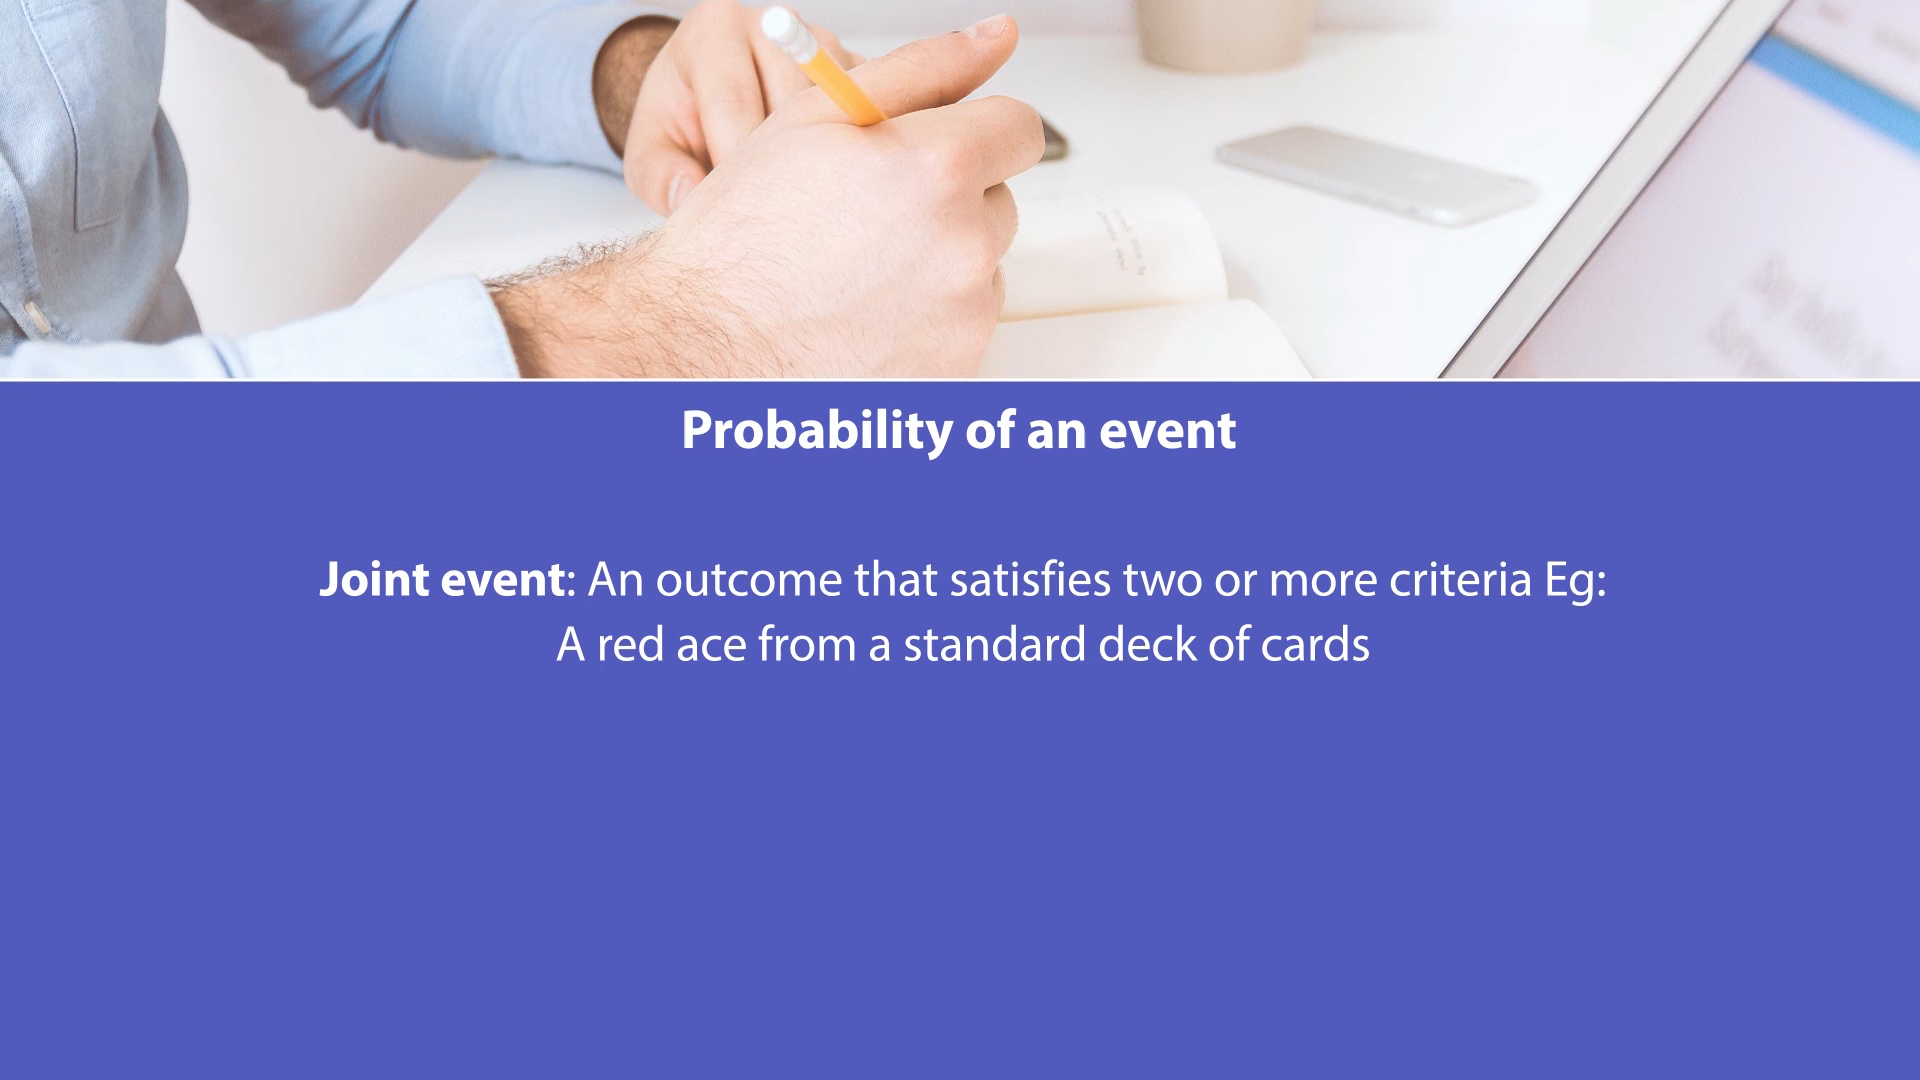 Probability of an event
Joint event: An outcome that satisfies two or more criteria Eg:
A red ace from a standard deck of cards